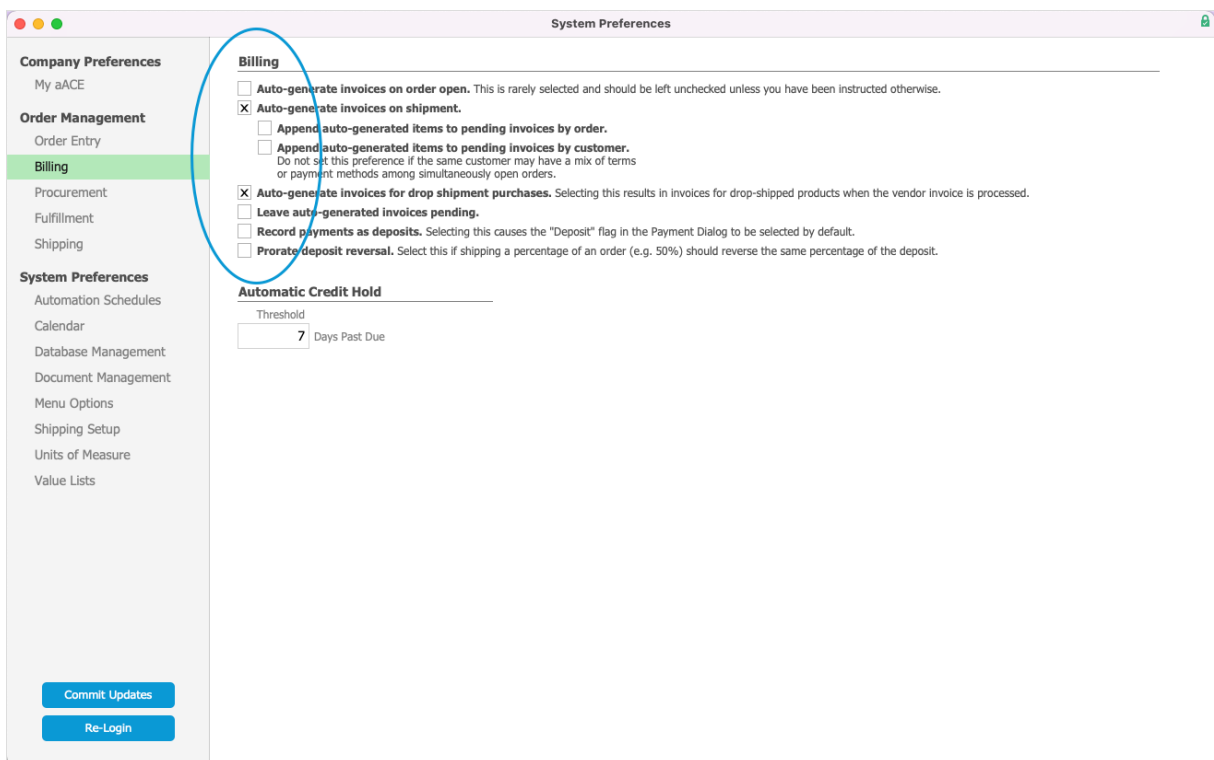 System Preferences
Company Preferences
My aACE
Order Management
Order Entry
Billing
Procurement
Fulfillment
Shipping
System Preferences
Automation Schedules
Calendar
Database Management
Document Management
Menu Options
Shipping Setup
Units of Measure
Value Lists
Commit Updates
Re-Login
Billing
Auto-generate invoices on order open. This is rarely selected and should be left unchecked unless you have been instructed otherwise.
Auto-generate invoices on shipment.
Append auto-generated items to pending invoices by order.
Append auto-generated items to pending invoices by customer.
Do not set this preference if the same customer may have a mix of terms
or payment methods among simultaneously open orders.
Auto-generate invoices for drop shipment purchases. Selecting this results in invoices for drop-shipped products when the vendor invoice is processed.
Leave auto-generated invoices pending.
Record payments as deposits. Selecting this causes the "Deposit" flag in the Payment Dialog to be selected by default.
Prorate deposit reversal. Select this if shipping a percentage of an order (e.g. 50%) should reverse the same percentage of the deposit.
Automatic Credit Hold
Threshold
7 Days Past Due